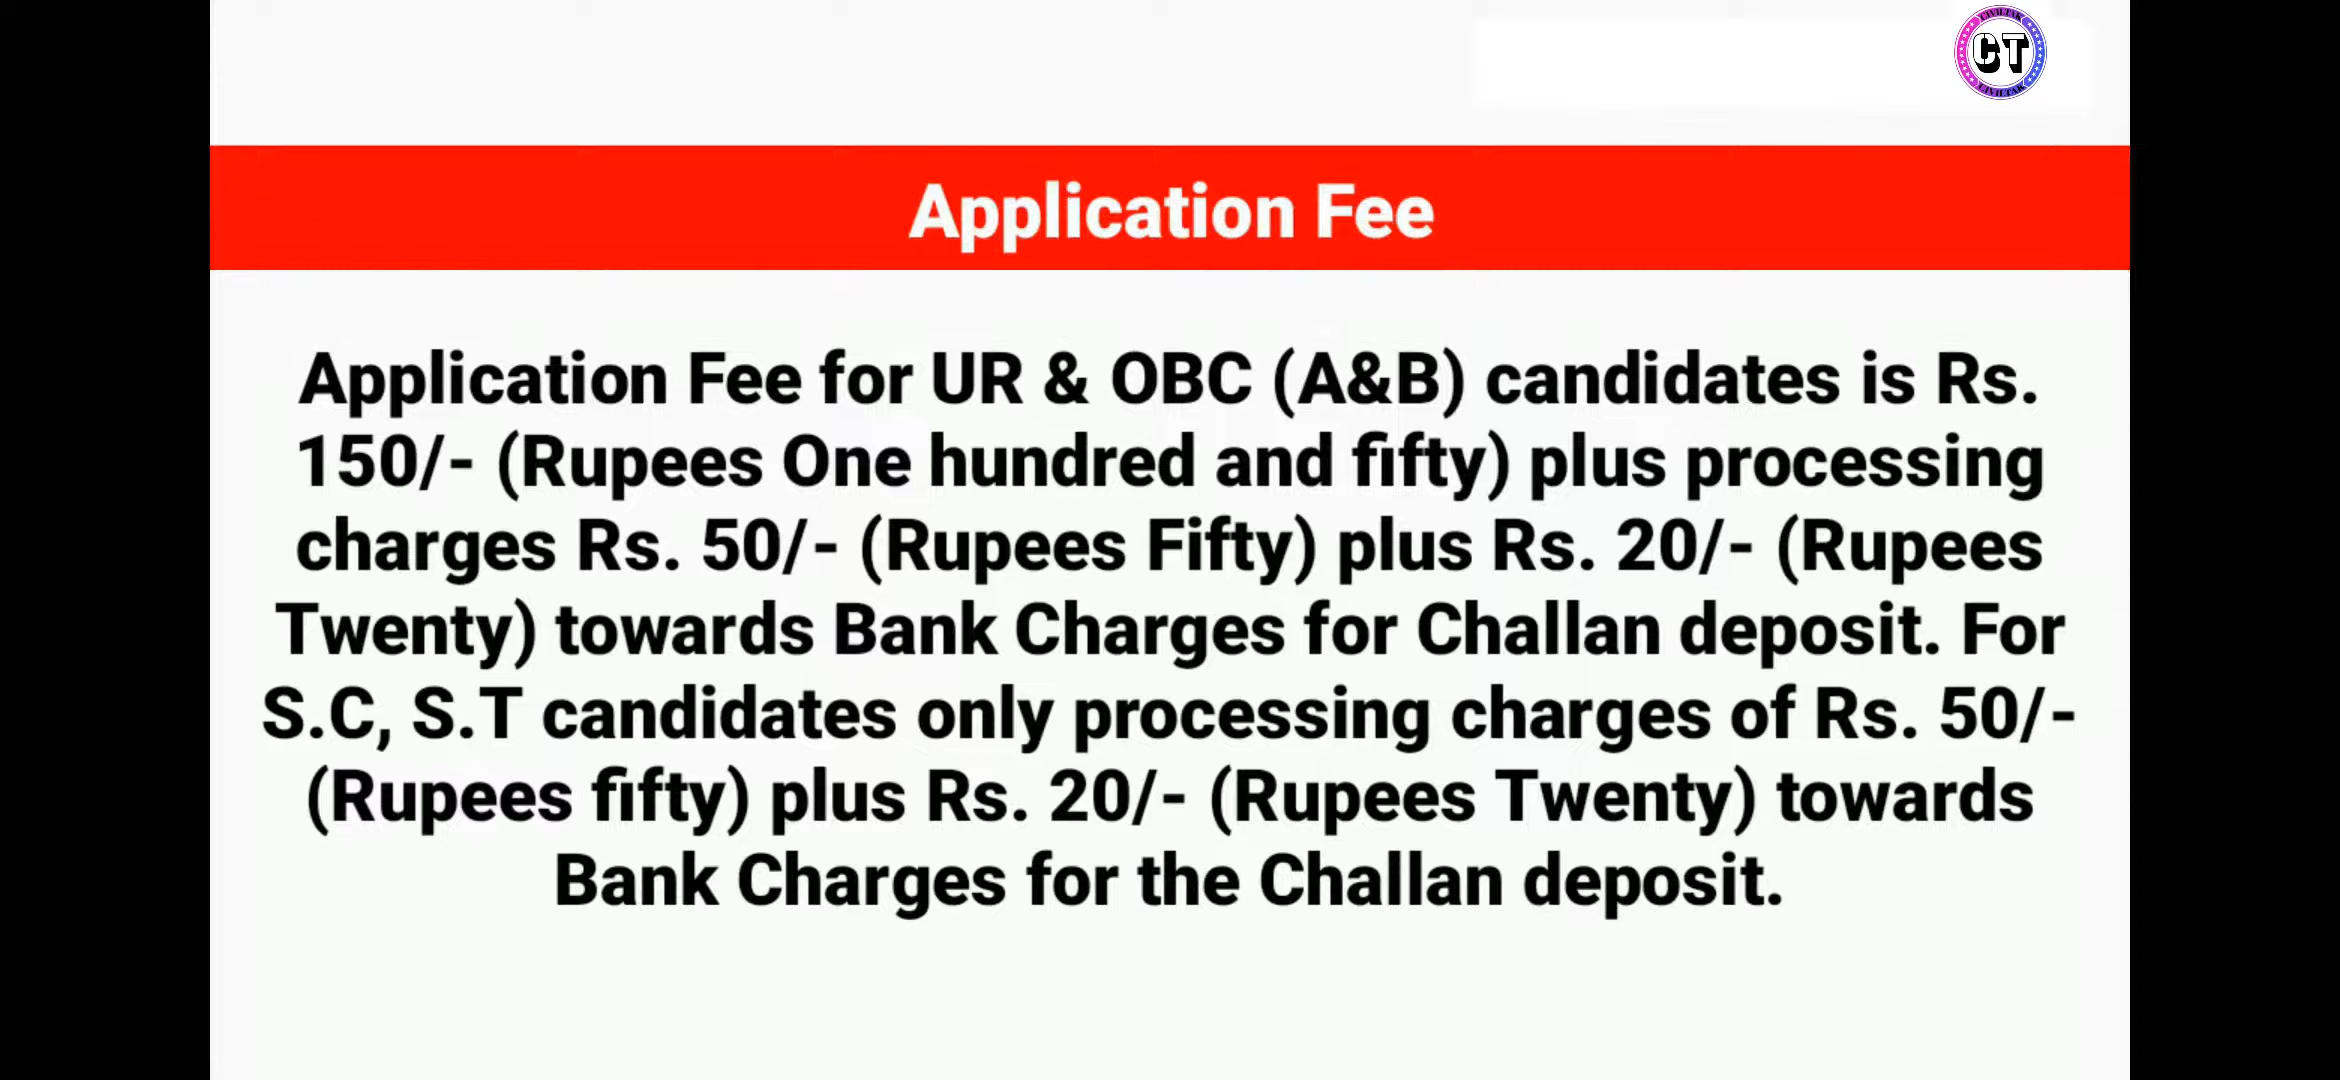 CIVILTAK
CT
CIVILTAK
Application Fee
Application Fee for UR & OBC (A&B) candidates is Rs.
150/- (Rupees One hundred and fifty) plus processing
charges Rs. 50/- (Rupees Fifty) plus Rs. 20/- (Rupees
Twenty) towards Bank Charges for Challan deposit. For
S.C, S.T candidates only processing charges of Rs. 50/-
(Rupees fifty) plus Rs. 20/- (Rupees Twenty) towards
Bank Charges for the Challan deposit.